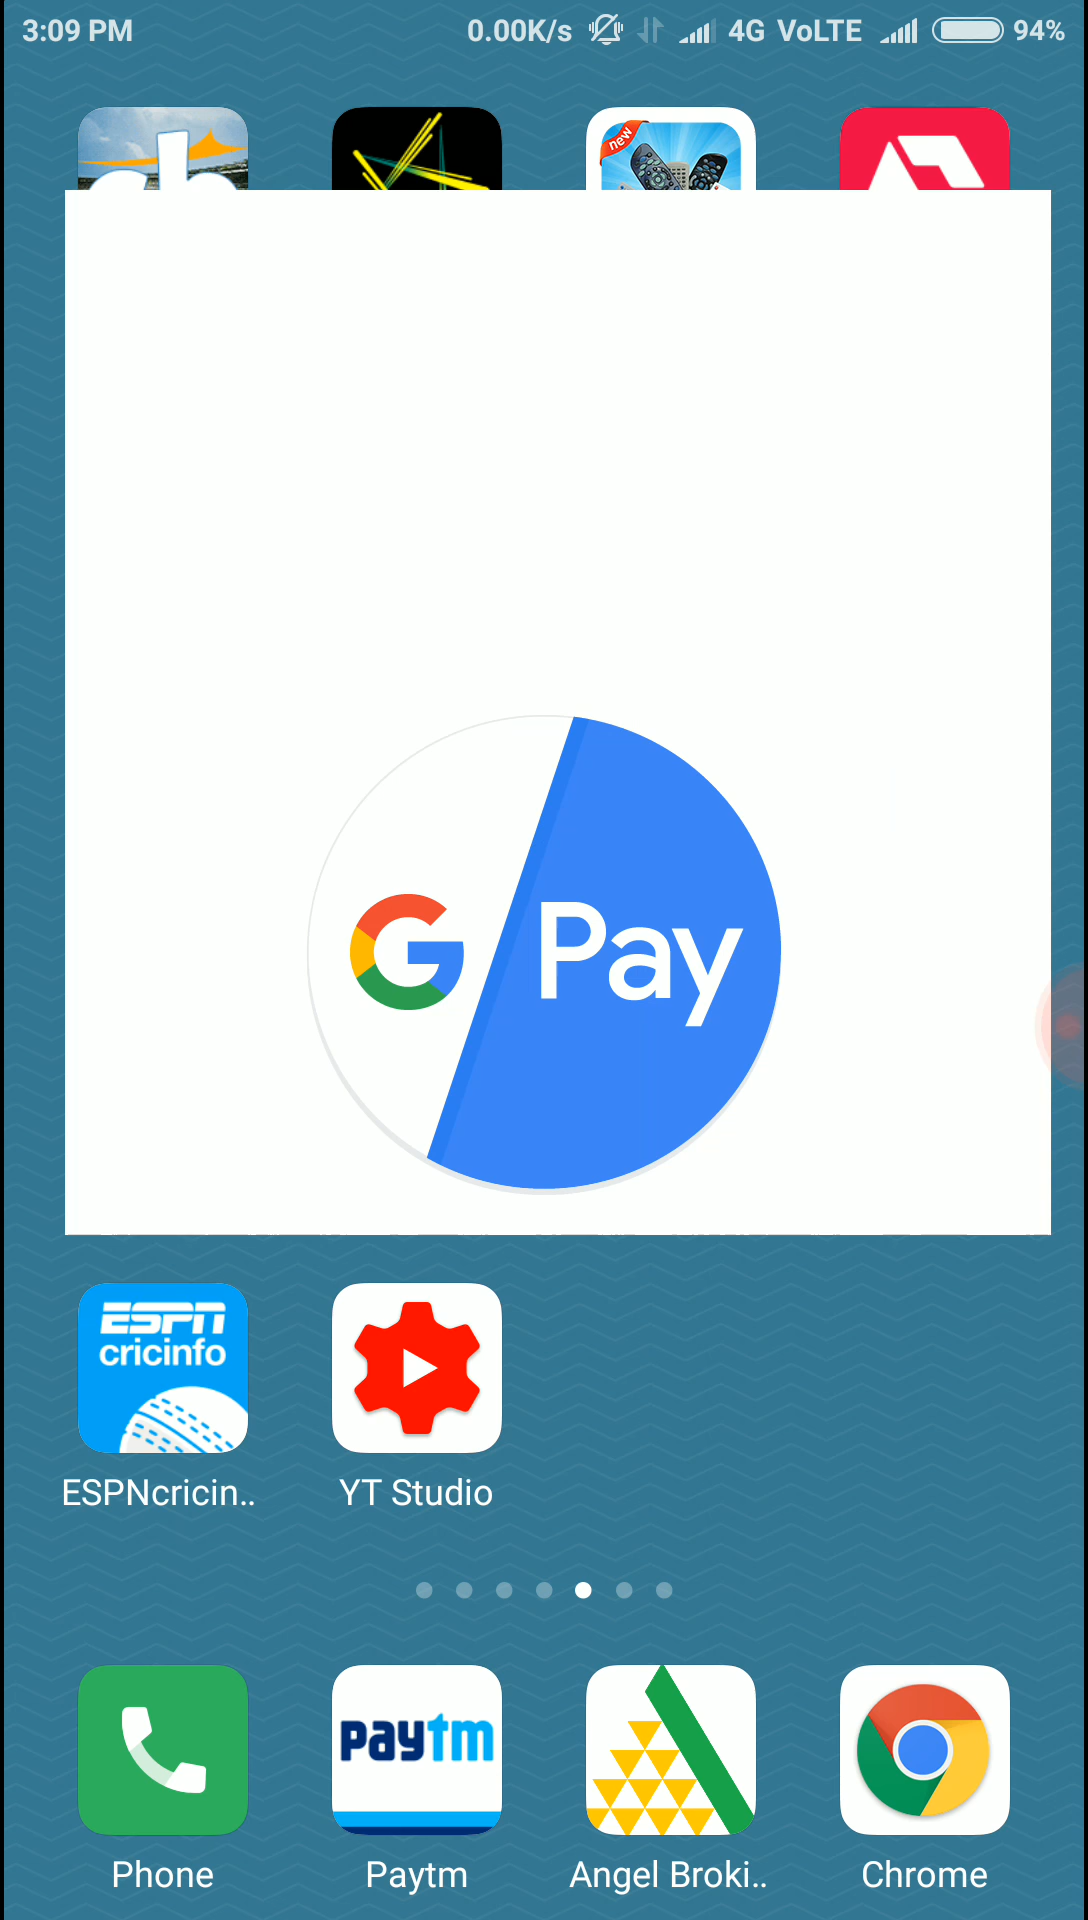 3:09 PM 0.00K/s 4G VoLTE 94%
cb
new
G Pay
ESPN
cricinfo
ESPNcricin.. YT Studio
paytm
Phone Paytm Angel Broki.. Chrome